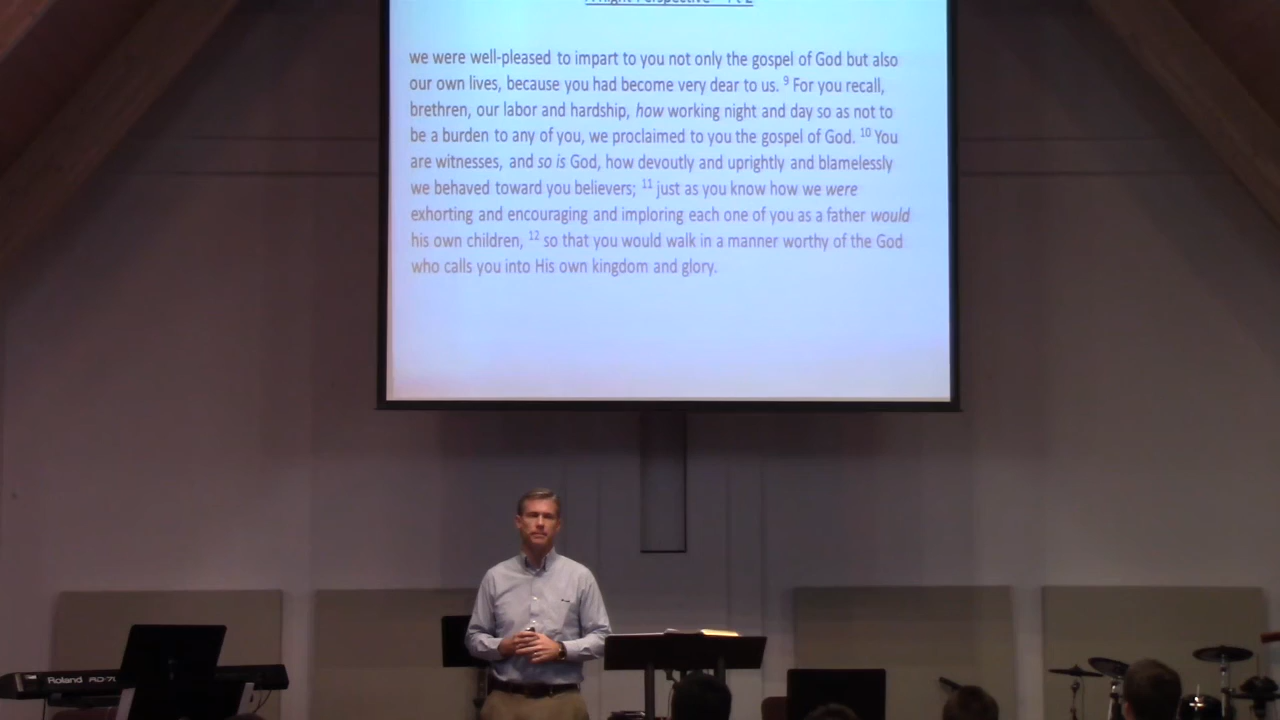 we were well-pleased to impart to you not only the gospel of God but also
our own lives, because you had become very dear to us. 9 For you recall,
brethren, our labor and hardship, how working night and day so as not to
be a burden to any of you, we proclaimed to you the gospel of God. 10 You
are witnesses, and so is God, how devoutly and uprightly and blamelessly
we behaved toward you believers; 11 just as you know how we were
exhorting and encouraging and imploring each one of you as a father would
his own children, 12 so that you would walk in a manner worthy of the God
who calls you into His own kingdom and glory.
Roland